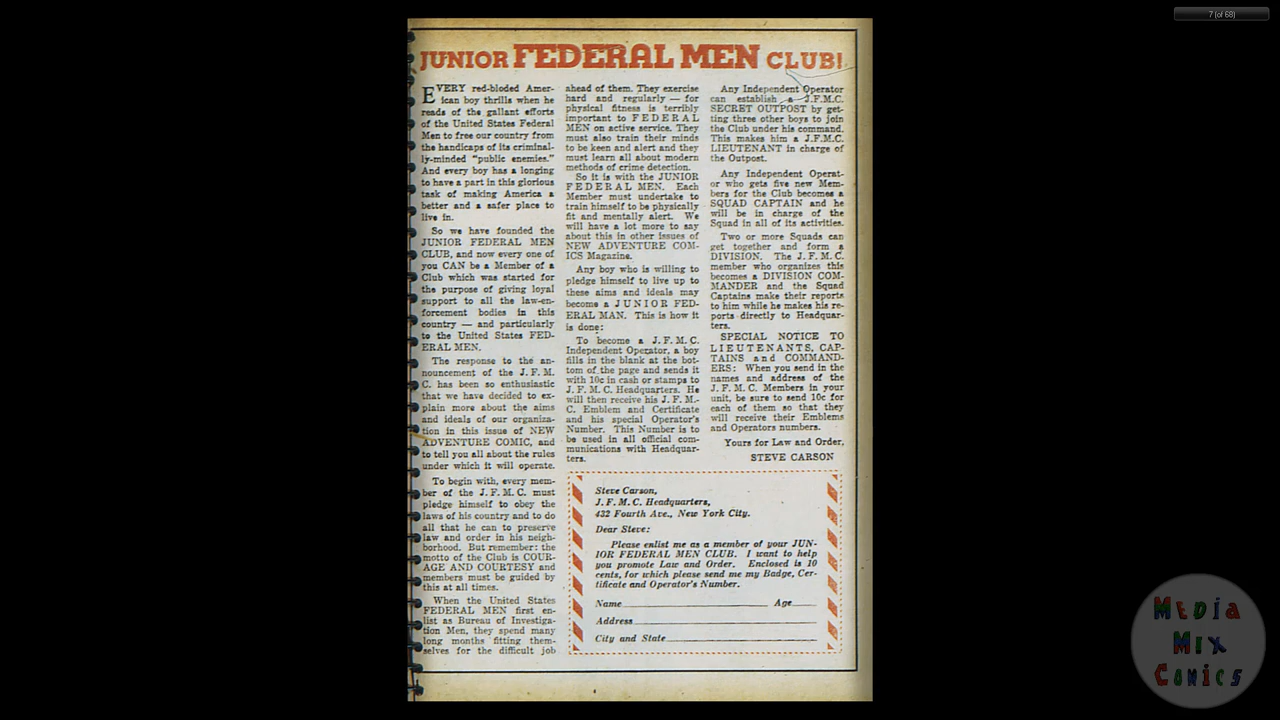 7 (of 68)
JUNIOR FEDERAL MEN CLUB!
EVERY red-bloded Amer-
ican boy thrills when he
reads of the gallant efforts
of the United States Federal
Men to free our country from
the handicaps of its criminal-
ly-minded "public enemies."
And every boy has a longing
to have a part in this glorious
task of making America a
better and a safer place to
live in.
So we have founded the
JUNIOR FEDERAL MEN
CLUB, and now every one of
you CAN be a Member of a
Club which was started for
the purpose of giving loyal
support to all the law-en-
forcement bodies in this
country — and particularly
to the United States FED-
ERAL MEN.
The response to the an-
nouncement of the J. F. M.
C. has been so enthusiastic
that we have decided to ex-
plain more about the aims
and ideals of our organiza-
tion in this issue of NEW
ADVENTURE COMIC, and
to tell you all about the rules
under which it will operate.
To begin with, every mem-
ber of the J. F. M. C. must
pledge himself to obey the
laws of his country and to do
all that he can to preserve
law and order in his neigh-
borhood. But remember: the
motto of the Club is COUR-
AGE AND COURTESY and
members must be guided by
this at all times.
When the United States
FEDERAL MEN first en-
list as Bureau of Investiga-
tion Men, they spend many
long months fitting them-
selves for the difficult job
ahead of them. They exercise
hard and regularly — for
physical fitness is terribly
important to FEDERAL
MEN on active service. They
must also train their minds
to be keen and alert and they
must learn all about modern
methods of crime detection.
So it is with the JUNIOR
FEDERAL MEN. Each
Member must undertake to
train himself to be physically
fit and mentally alert. We
will have a lot more to say
about this in other issues of
NEW ADVENTURE COM-
ICS Magazine.
Any boy who is willing to
pledge himself to live up to
these aims and ideals may
become a JUNIOR FED-
ERAL MAN. This is how it
is done:
To become a J. F. M. C.
Independent Operator, a boy
fills in the blank at the bot-
tom of the page and sends it
with 10c in cash or stamps to
J. F. M. C. Headquarters. He
will then receive his J. F. M.-
C. Emblem and Certificate
and his special Operator's
Number. This Number is to
be used in all official com-
munications with Headquar-
ters.
Any Independent Operator
can establish a J.F.M.C.
SECRET OUTPOST by get-
ting three other boys to join
the Club under his command.
This makes him a J.F.M.C.
LIEUTENANT in charge of
the Outpost.
Any Independent Operat-
or who gets five new Mem-
bers for the Club becomes a
SQUAD CAPTAIN and he
will be in charge of the
Squad in all of its activities.
Two or more Squads can
get together and form a
DIVISION. The J. F. M. C.
member who organizes this
becomes a DIVISION COM-
MANDER and the Squad
Captains make their reports
to him while he makes his re-
ports directly to Headquar-
ters.
SPECIAL NOTICE TO
LIEUTENANTS, CAP-
TAINS and COMMAND-
ERS: When you send in the
names and address of the
J. F. M. C. Members in your
unit, be sure to send 10c for
each of them so that they
will receive their Emblems
and Operators numbers.
Yours for Law and Order,
STEVE CARSON
Steve Carson,
J. F. M. C. Headquarters,
432 Fourth Ave., New York City.
Dear Steve:
Please enlist me as a member of your JUN-
IOR FEDERAL MEN CLUB. I want to help
you promote Law and Order. Enclosed is 10
cents, for which please send me my Badge, Cer-
tificate and Operator's Number.
Name Age
Address
City and State
MEDIA
MIX
COMICS